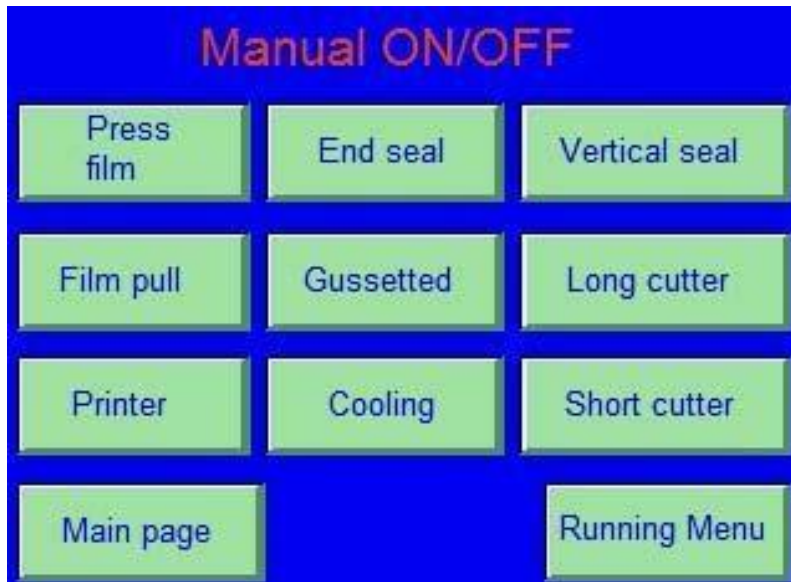 Manual ON/OFF
Press
film
End seal
Vertical seal
Film pull
Gussetted
Long cutter
Printer
Cooling
Short cutter
Main page
Running Menu